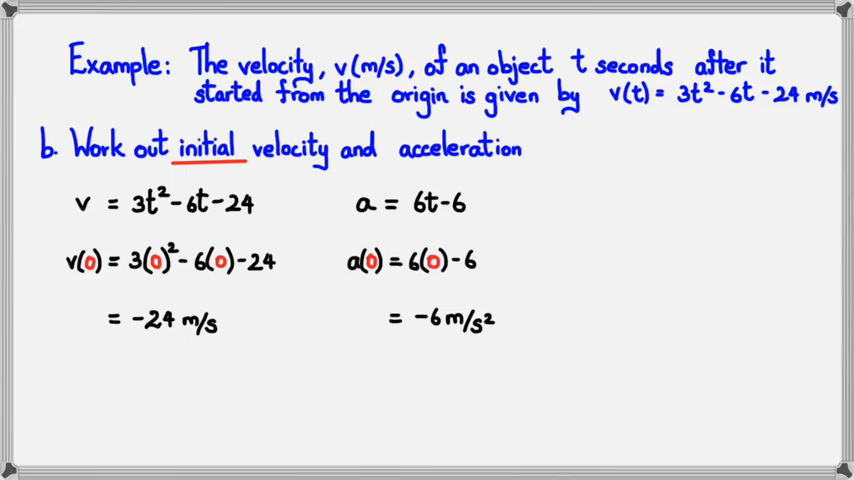 Example: The velocity, v(m/s), of an object t seconds after it
started from the origin is given by v(t) = 3t² - 6t - 24 m/s
b. Work out initial velocity and acceleration
v = 3t² - 6t - 24 a = 6t - 6
v(0) = 3(0)² - 6(0) - 24 a(0) = 6(0) - 6
= -24 m/s = -6 m/s²